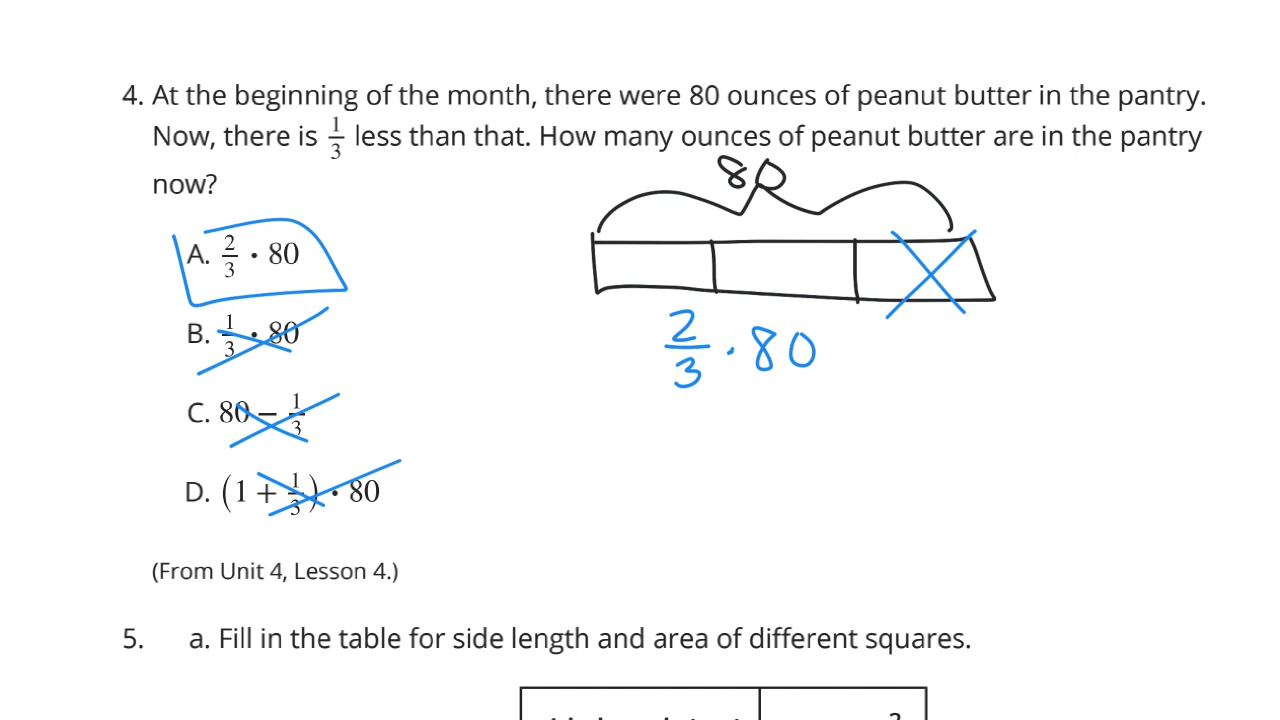 4. At the beginning of the month, there were 80 ounces of peanut butter in the pantry.
Now, there is 1/3 less than that. How many ounces of peanut butter are in the pantry
now?
80
A. 2/3 · 80
B. 1/3 · 80
2/3 · 80
C. 80 − 1/3
D. (1 + 1/3) · 80
(From Unit 4, Lesson 4.)
5. a. Fill in the table for side length and area of different squares.